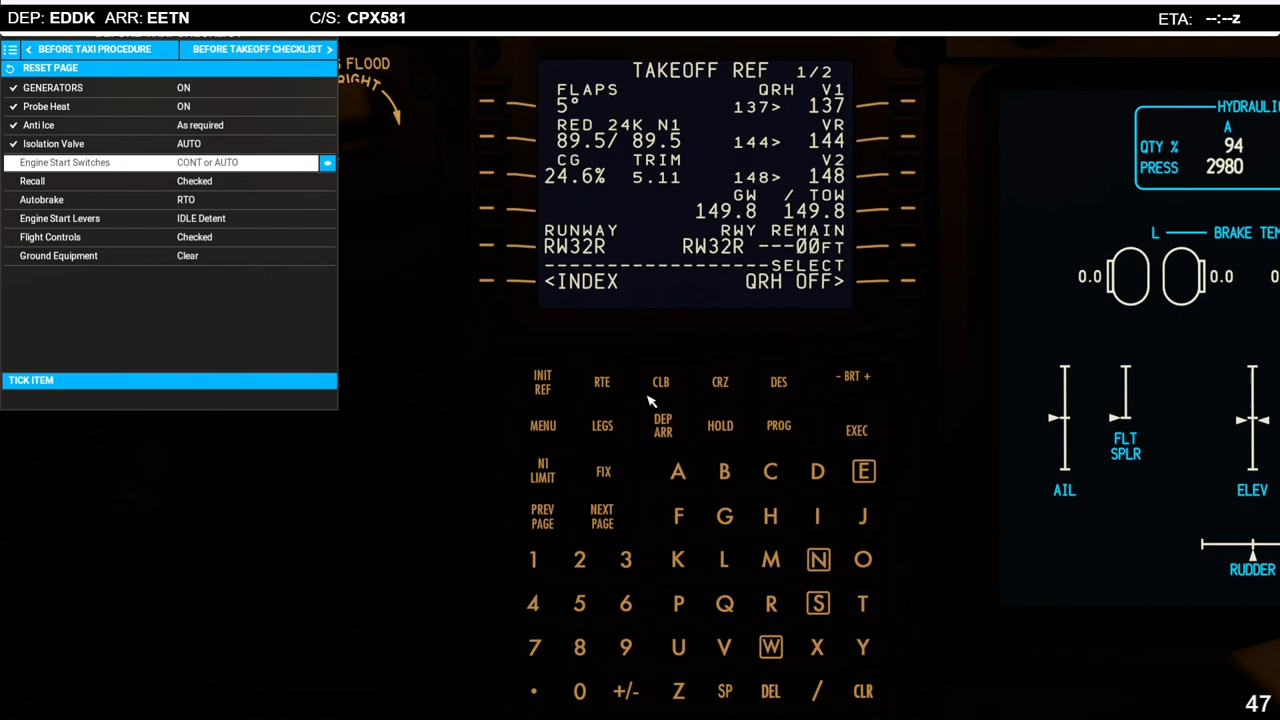 DEP: EDDK ARR: EETN C/S: CPX581 ETA: --:--z
BEFORE TAXI PROCEDURE BEFORE TAKEOFF CHECKLIST
RESET PAGE
GENERATORS ON
Probe Heat ON
Anti Ice As required
Isolation Valve AUTO
Engine Start Switches CONT or AUTO
Recall Checked
Autobrake RTO
Engine Start Levers IDLE Detent
Flight Controls Checked
Ground Equipment Clear
TICK ITEM
FLOOD
TAKEOFF REF 1/2
FLAPS QRH V1
5° 137> 137
RED 24K N1 VR
89.5/ 89.5 144> 144
CG TRIM V2
24.6% 5.11 148> 148
GW / TOW
149.8 149.8
RUNWAY RWY REMAIN
RW32R RW32R ---00FT
------------------SELECT
<INDEX QRH OFF>
INIT REF RTE CLB CRZ DES - BRT +
MENU LEGS DEP ARR HOLD PROG EXEC
N1 LIMIT FIX A B C D E
PREV PAGE NEXT PAGE F G H I J
1 2 3 K L M N O
4 5 6 P Q R S T
7 8 9 U V W X Y
. 0 +/- Z SP DEL / CLR
A
QTY % 94
PRESS 2980
L BRAKE
0.0 0.0
FLT
SPLR
AIL ELEV
RUDDER
47